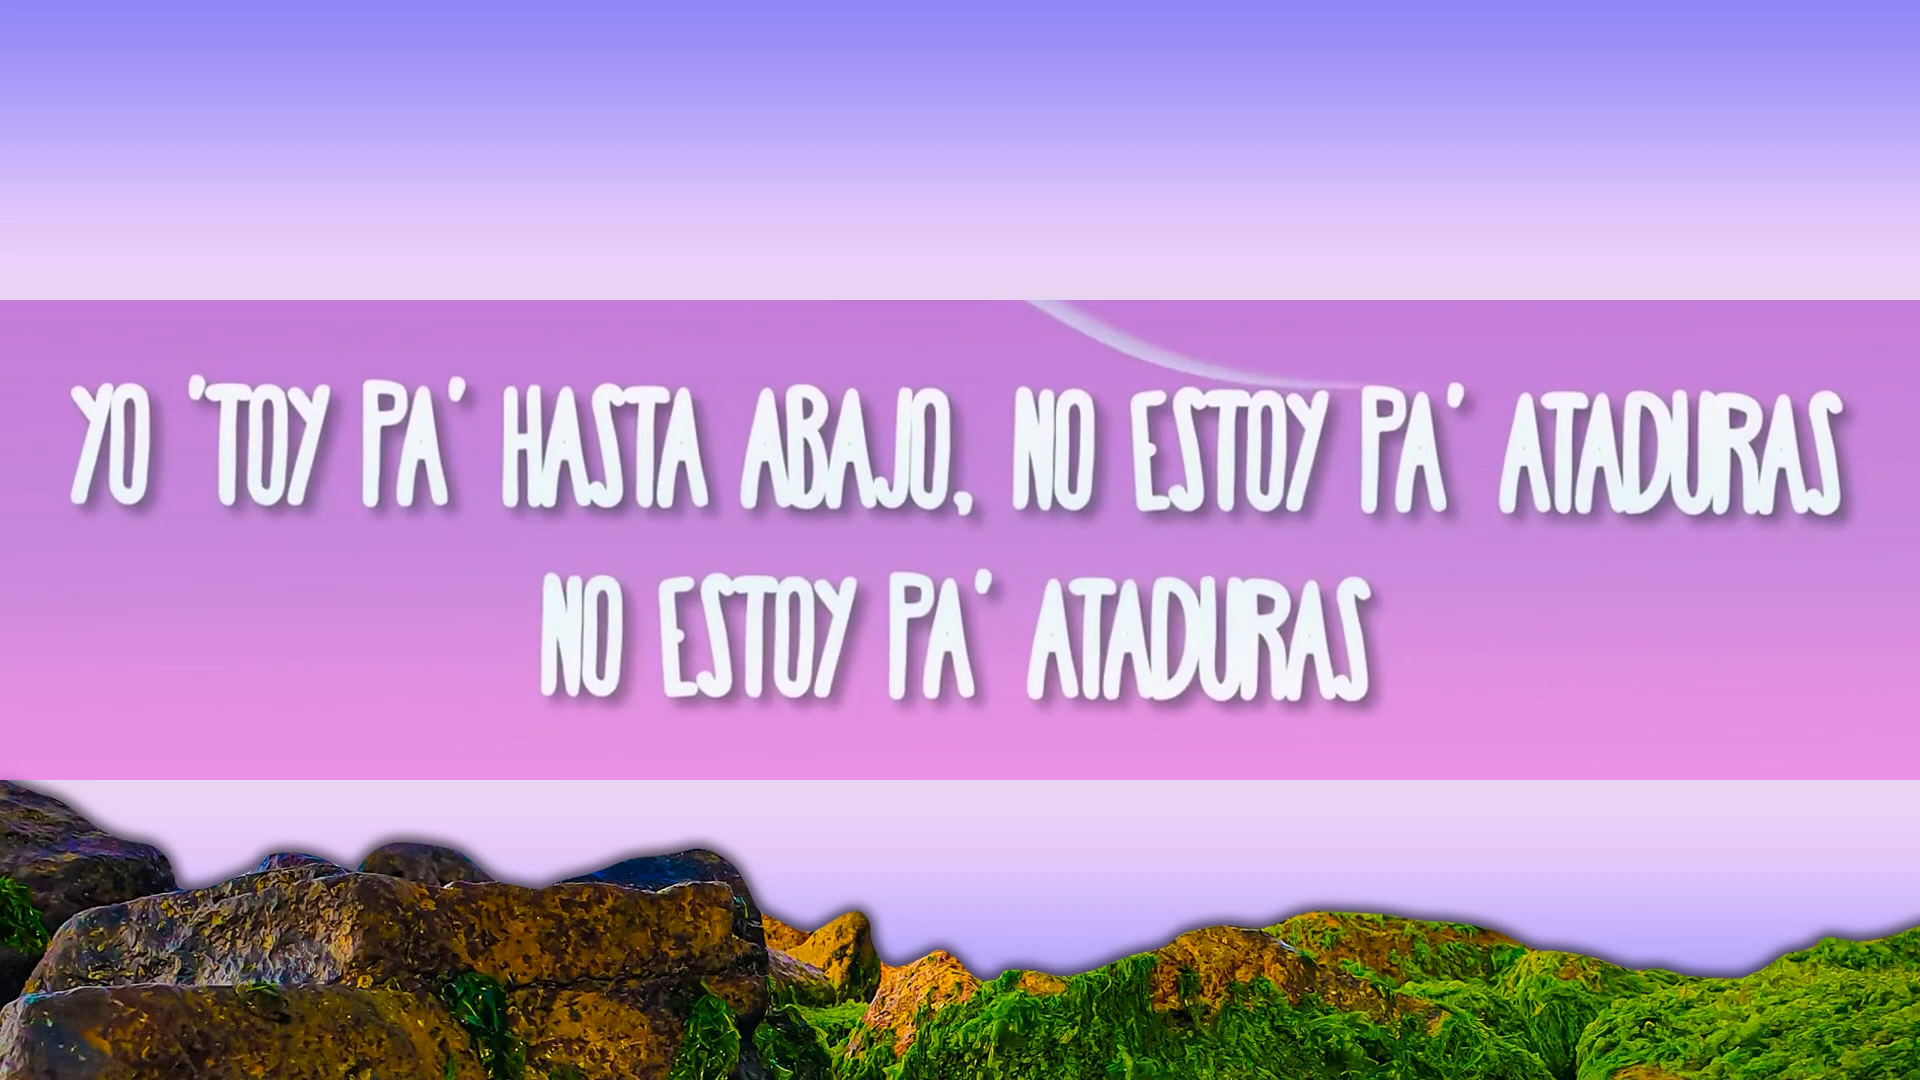 YO 'TOY PA' HASTA ABAJO, NO ESTOY PA' ATADURAS
NO ESTOY PA' ATADURAS